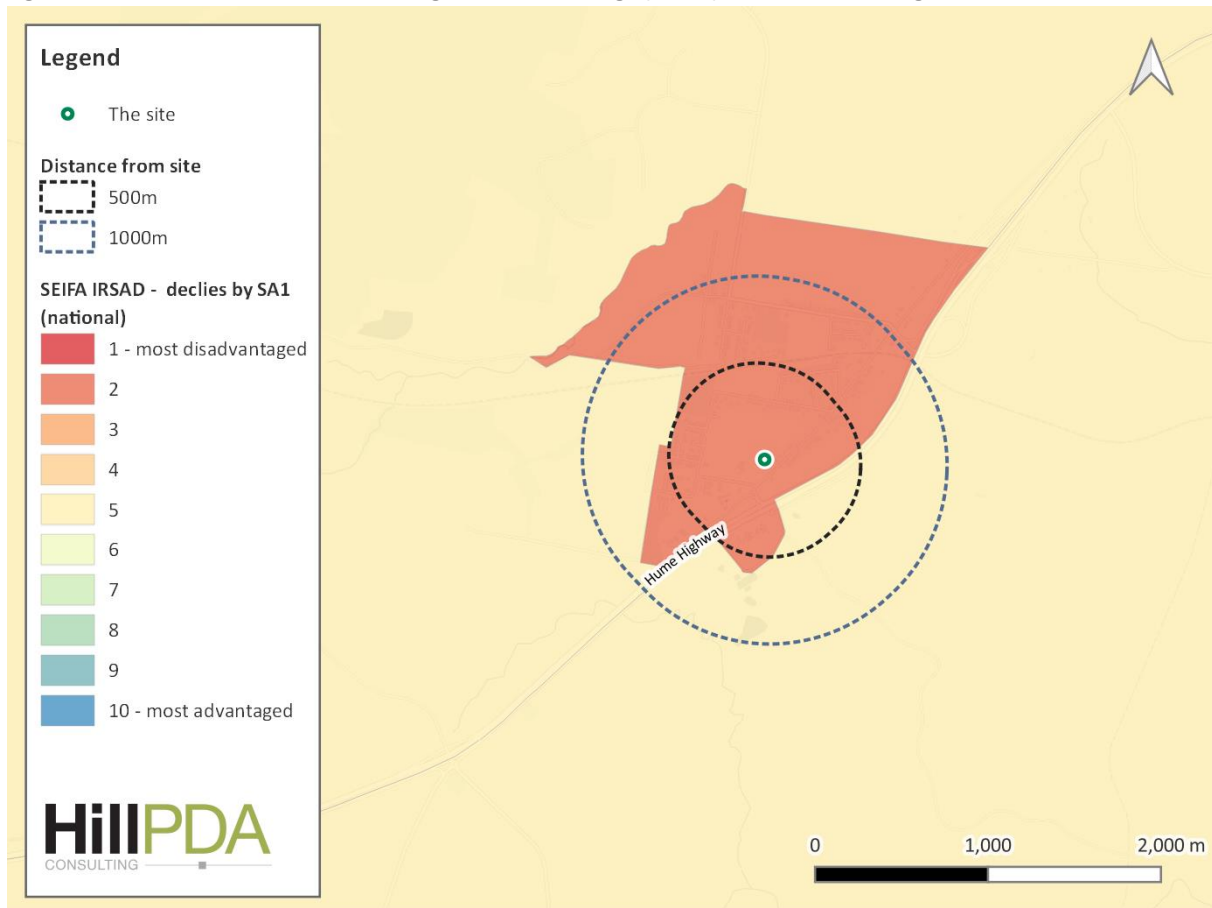 Legend
The site
Distance from site
500m
1000m
SEIFA IRSAD - declies by SA1
(national)
1 - most disadvantaged
2
3
4
5
6
7
8
9
10 - most advantaged
HillPDA
CONSULTING
Hume Highway
0 1,000 2,000 m